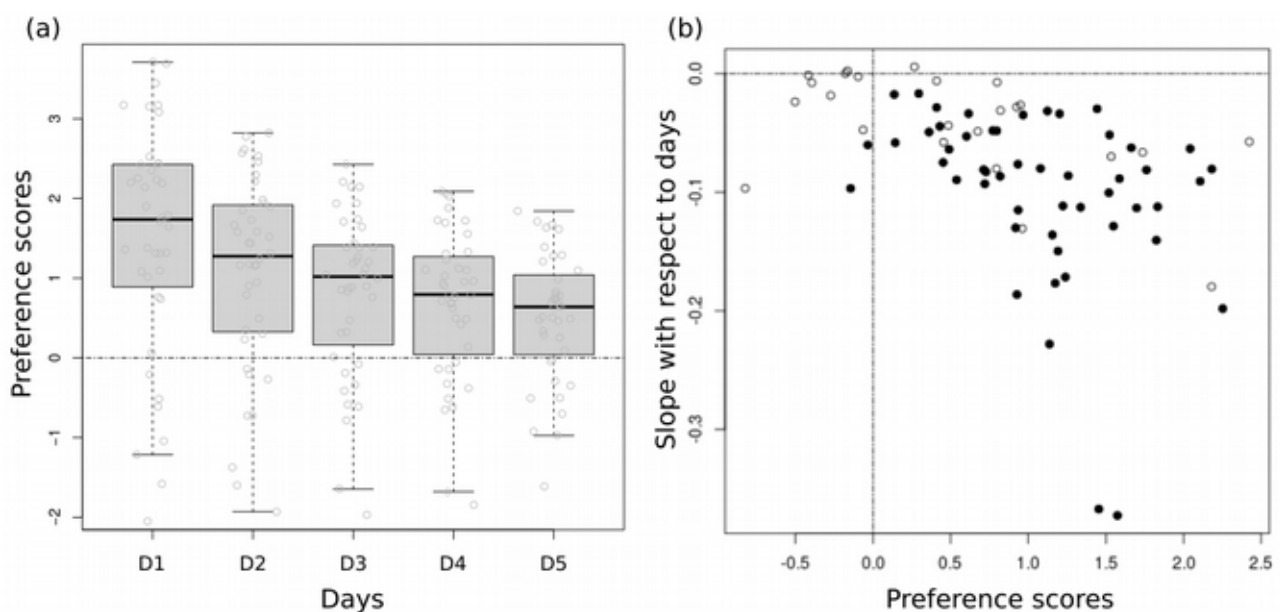 (a)
Preference scores
3
2
1
0
-1
-2
D1 D2 D3 D4 D5
Days
(b)
Slope with respect to days
0.0
-0.1
-0.2
-0.3
-0.5 0.0 0.5 1.0 1.5 2.0 2.5
Preference scores